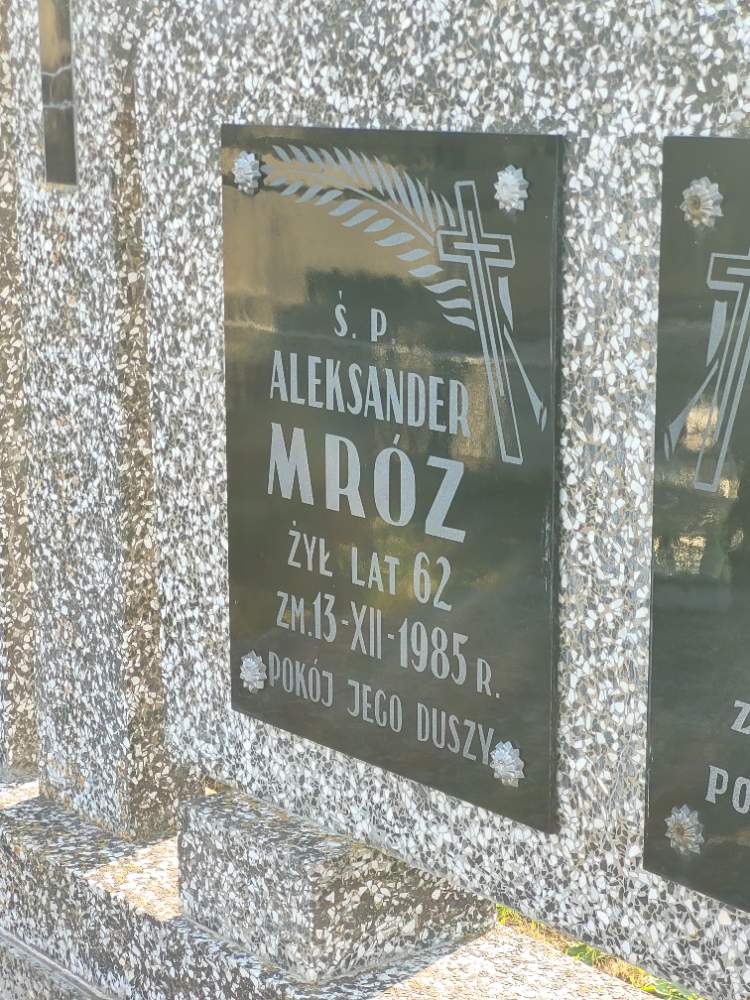 Ś. P.
ALEKSANDER
MRÓZ
ŻYŁ LAT 62
ZM. 13-XII-1985 R.
POKÓJ JEGO DUSZY